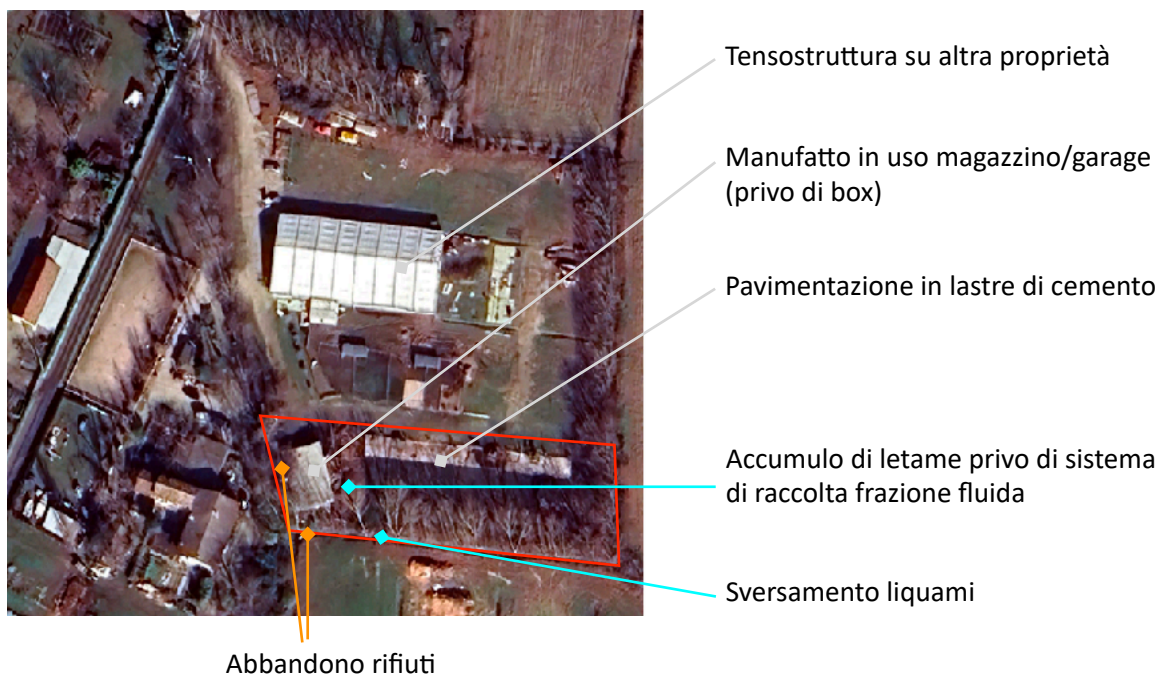 Tensostruttura su altra proprietà
Manufatto in uso magazzino/garage
(privo di box)
Pavimentazione in lastre di cemento
Accumulo di letame privo di sistema
di raccolta frazione fluida
Sversamento liquami
Abbandono rifiuti